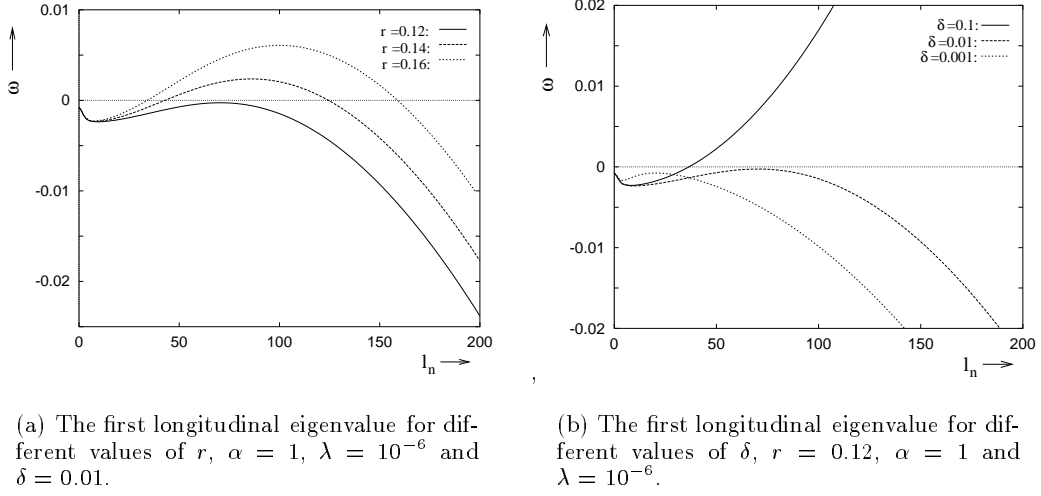 0.01
0
-0.01
-0.02
ω
r =0.12:
r =0.14:
r =0.16:
0 50 100 150 200
l_n
0.02
0.01
0
-0.01
-0.02
ω
δ=0.1:
δ=0.01:
δ=0.001:
0 50 100 150 200
l_n
,
(a) The first longitudinal eigenvalue for dif-
ferent values of r, α = 1, λ = 10⁻⁶ and
δ = 0.01.
(b) The first longitudinal eigenvalue for dif-
ferent values of δ, r = 0.12, α = 1 and
λ = 10⁻⁶.